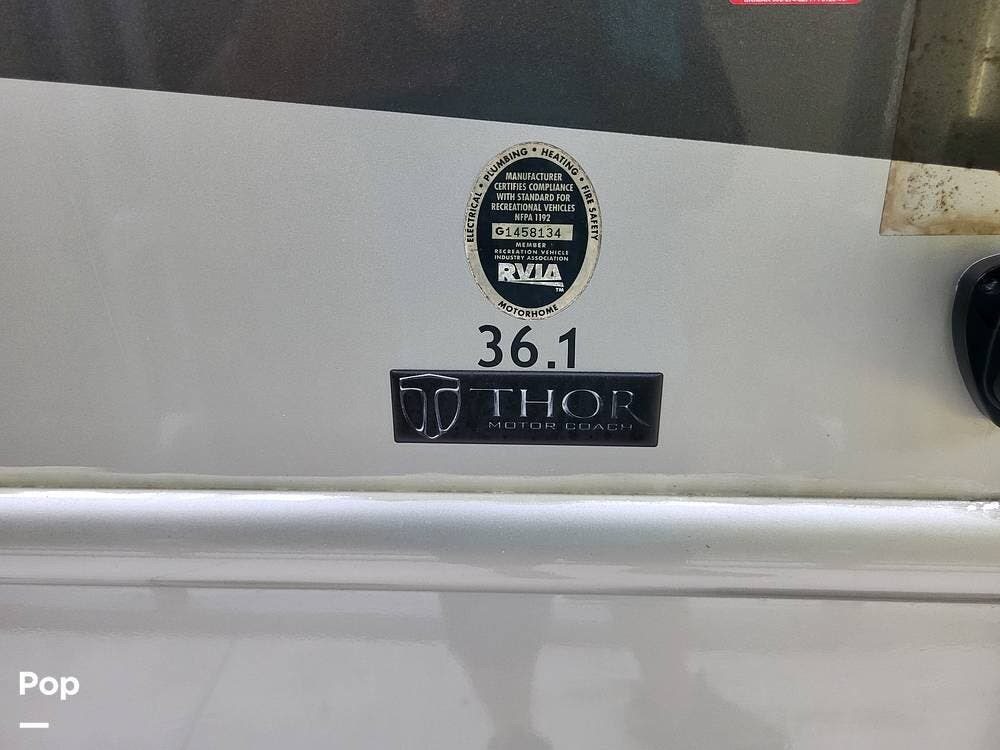 ELECTRICAL • PLUMBING • HEATING • FIRE SAFETY
MANUFACTURER
CERTIFIES COMPLIANCE
WITH STANDARD FOR
RECREATIONAL VEHICLES
NFPA 1192
G1458134
MEMBER
RECREATION VEHICLE
INDUSTRY ASSOCIATION
RVIA
TM
MOTORHOME
36.1
THOR
MOTOR COACH
Pop